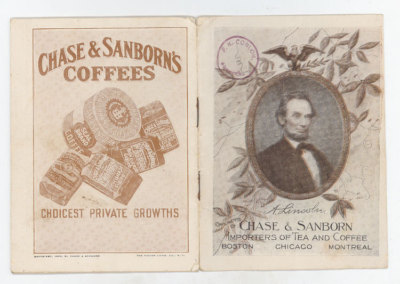 CHASE & SANBORN'S
COFFEES
CHOICEST PRIVATE GROWTHS
A. Lincoln
CHASE & SANBORN
IMPORTERS OF TEA AND COFFEE
BOSTON CHICAGO MONTREAL